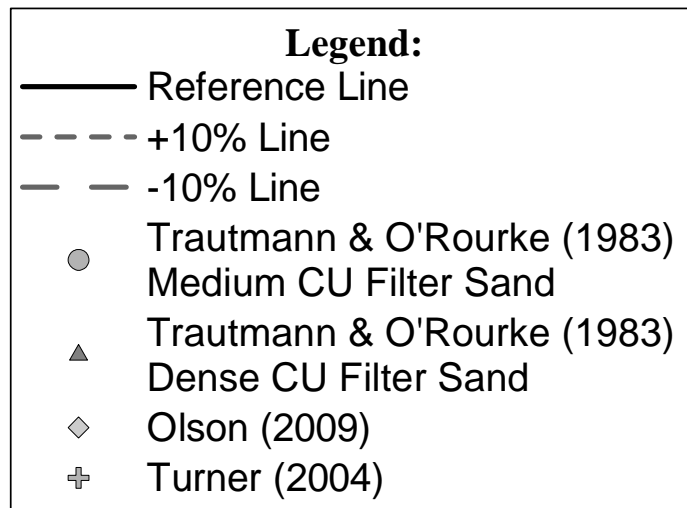 Legend:
Reference Line
+10% Line
-10% Line
Trautmann & O'Rourke (1983)
Medium CU Filter Sand
Trautmann & O'Rourke (1983)
Dense CU Filter Sand
Olson (2009)
Turner (2004)